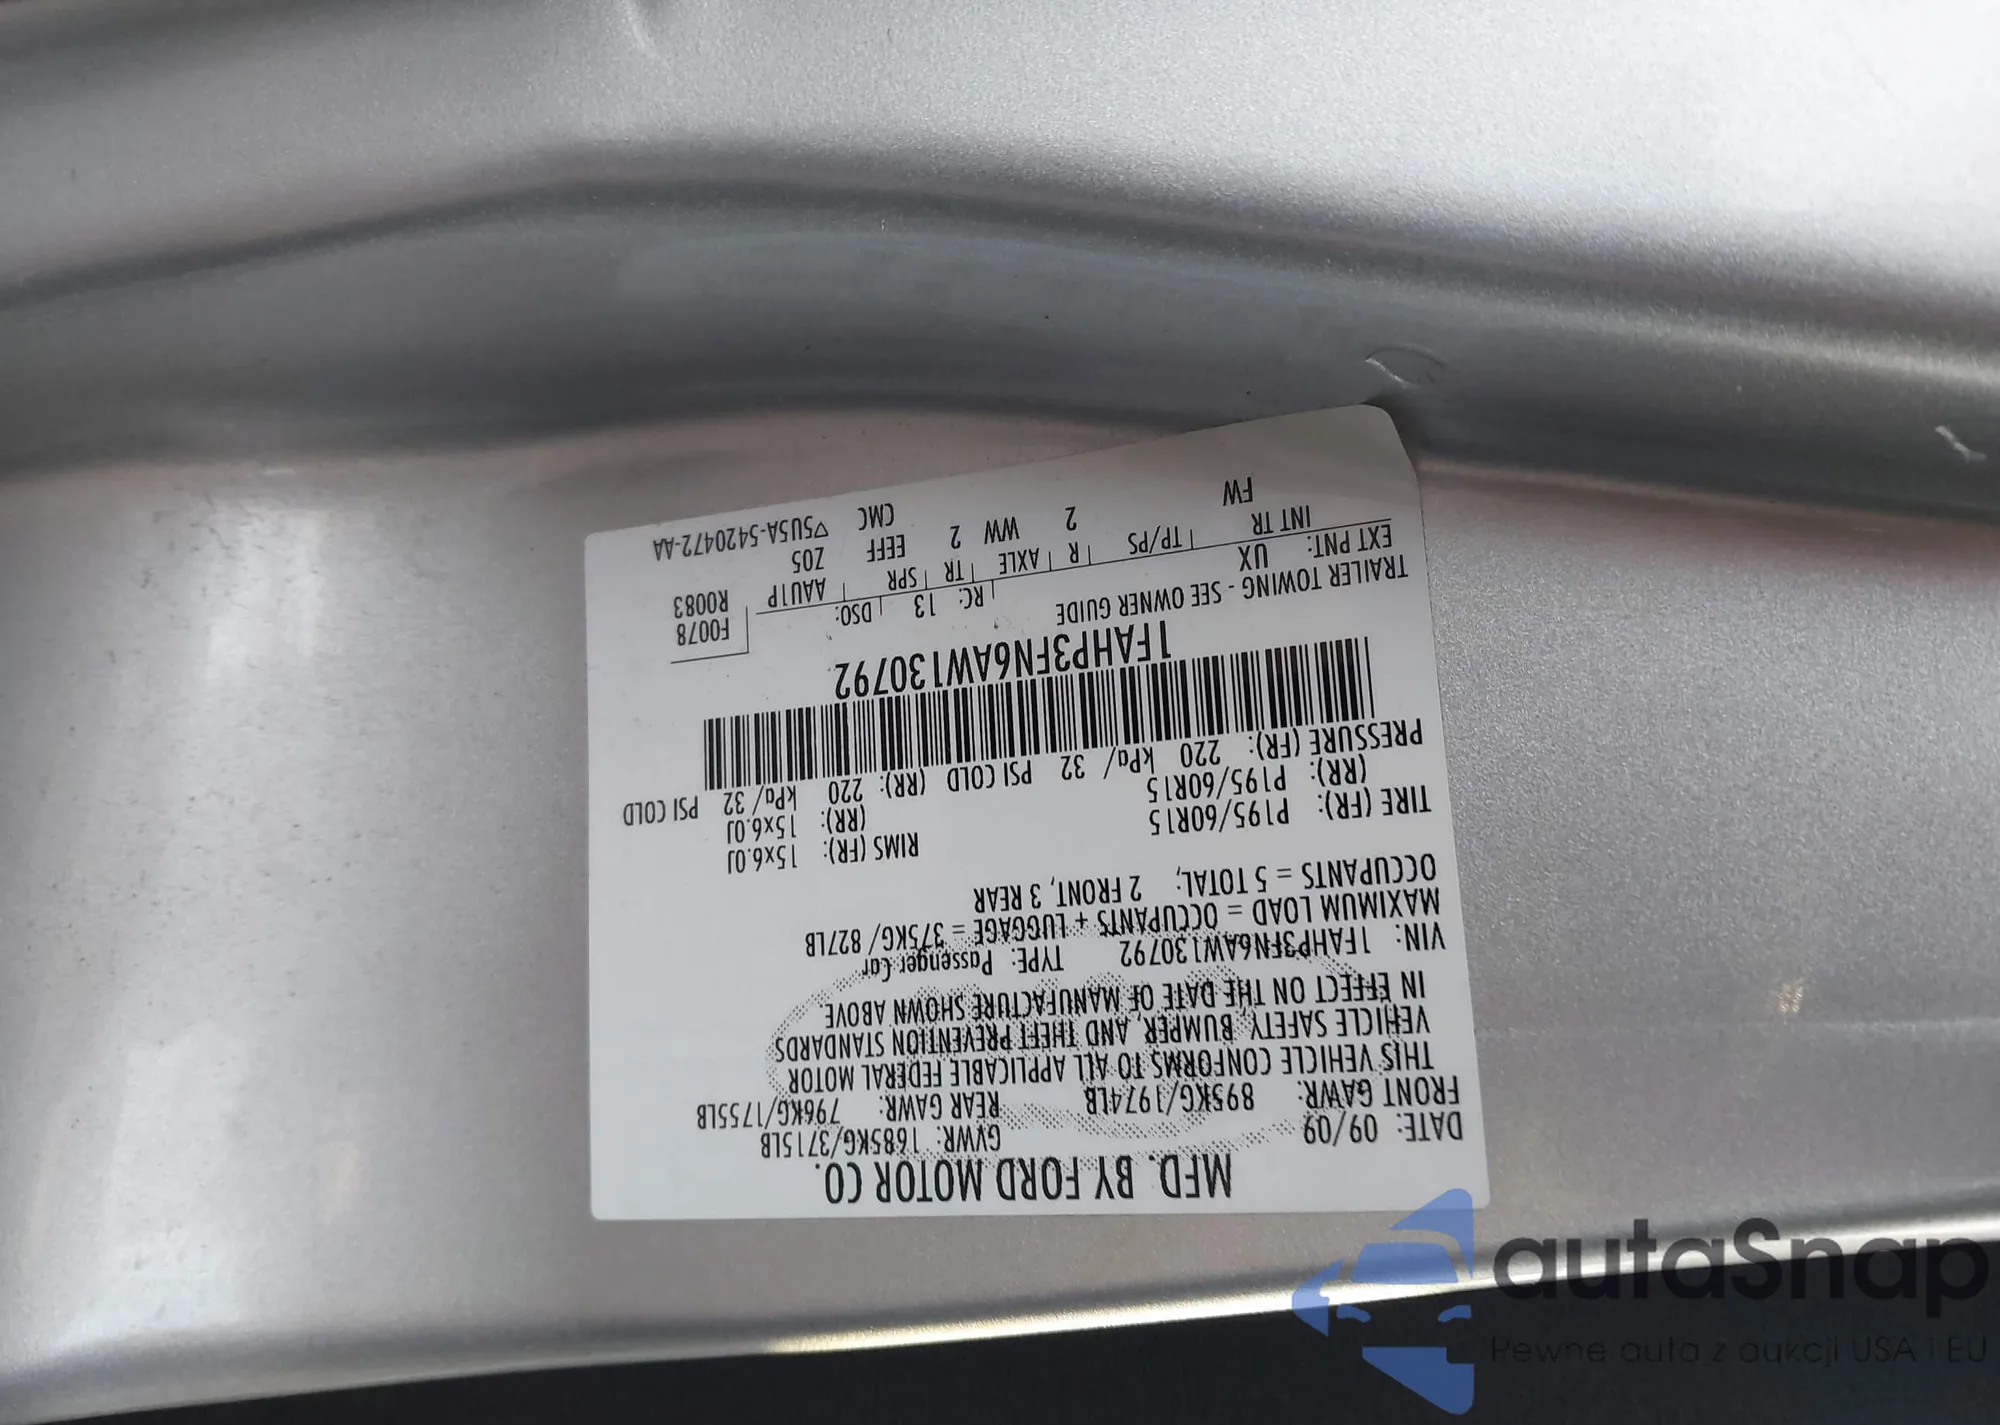 MFD. BY FORD MOTOR CO.
DATE: 09/09 GVWR: 1685KG/3715LB
FRONT GAWR: 895KG/1974LB REAR GAWR: 796KG/1755LB
THIS VEHICLE CONFORMS TO ALL APPLICABLE FEDERAL MOTOR
VEHICLE SAFETY, BUMPER, AND THEFT PREVENTION STANDARDS
IN EFFECT ON THE DATE OF MANUFACTURE SHOWN ABOVE.
VIN: 1FAHP3FN6AW130792 TYPE: Passenger Car
MAXIMUM LOAD = OCCUPANTS + LUGGAGE = 375KG/827LB
OCCUPANTS = 5 TOTAL, 2 FRONT, 3 REAR
TIRE (FR): P195/60R15 RIMS (FR): 15x6.0J
(RR): P195/60R15 (RR): 15x6.0J
PRESSURE (FR): 220 kPa/ 32 PSI COLD (RR): 220 kPa/ 32 PSI COLD
1FAHP3FN6AW130792
TRAILER TOWING - SEE OWNER GUIDE
F0078
R0083
EXT PNT: UX RC: 13 DSO: AAU1P
INT TR TP/PS R AXLE TR SPR Z05
FW 2 WW 2 EEFF
CMC ▽5U5A-5420472-AA
autaSnap
Pewne auta z aukcji USA i EU